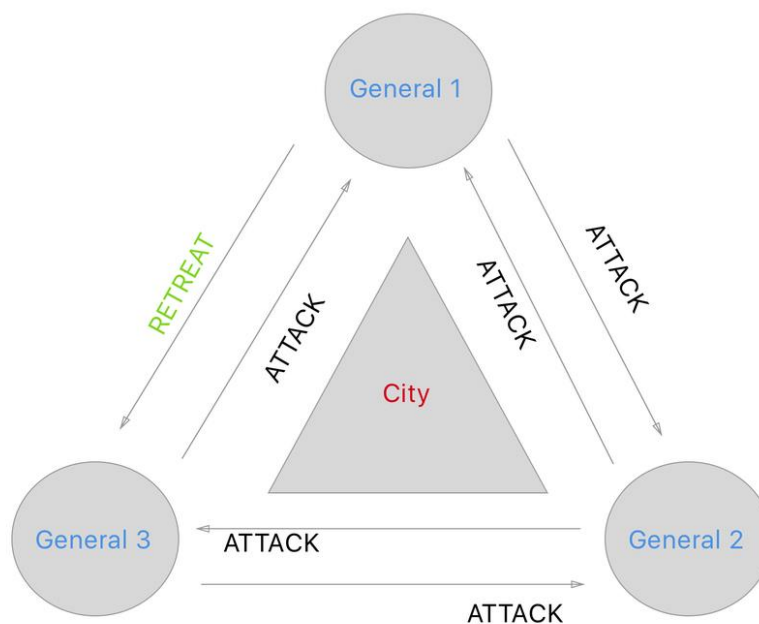 General 1
RETREAT
ATTACK
ATTACK
ATTACK
City
General 3
ATTACK
General 2
ATTACK